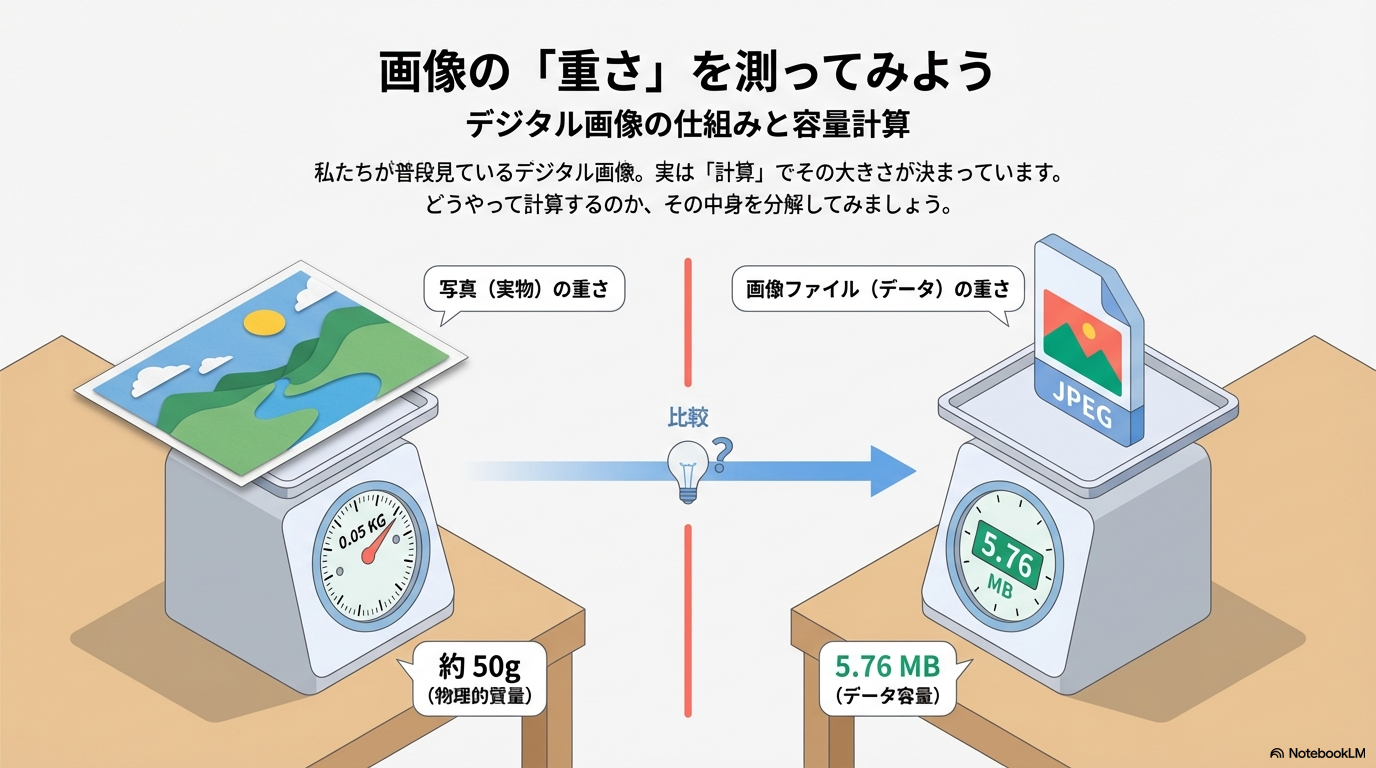 画像の「重さ」を測ってみよう
デジタル画像の仕組みと容量計算
私たちが普段見ているデジタル画像。実は「計算」でその大きさが決まっています。
どうやって計算するのか、その中身を分解してみましょう。
写真（実物）の重さ
画像ファイル（データ）の重さ
JPEG
比較
?
0.05 KG
5.76
MB
約 50g
（物理的質量）
5.76 MB
（データ容量）
NotebookLM